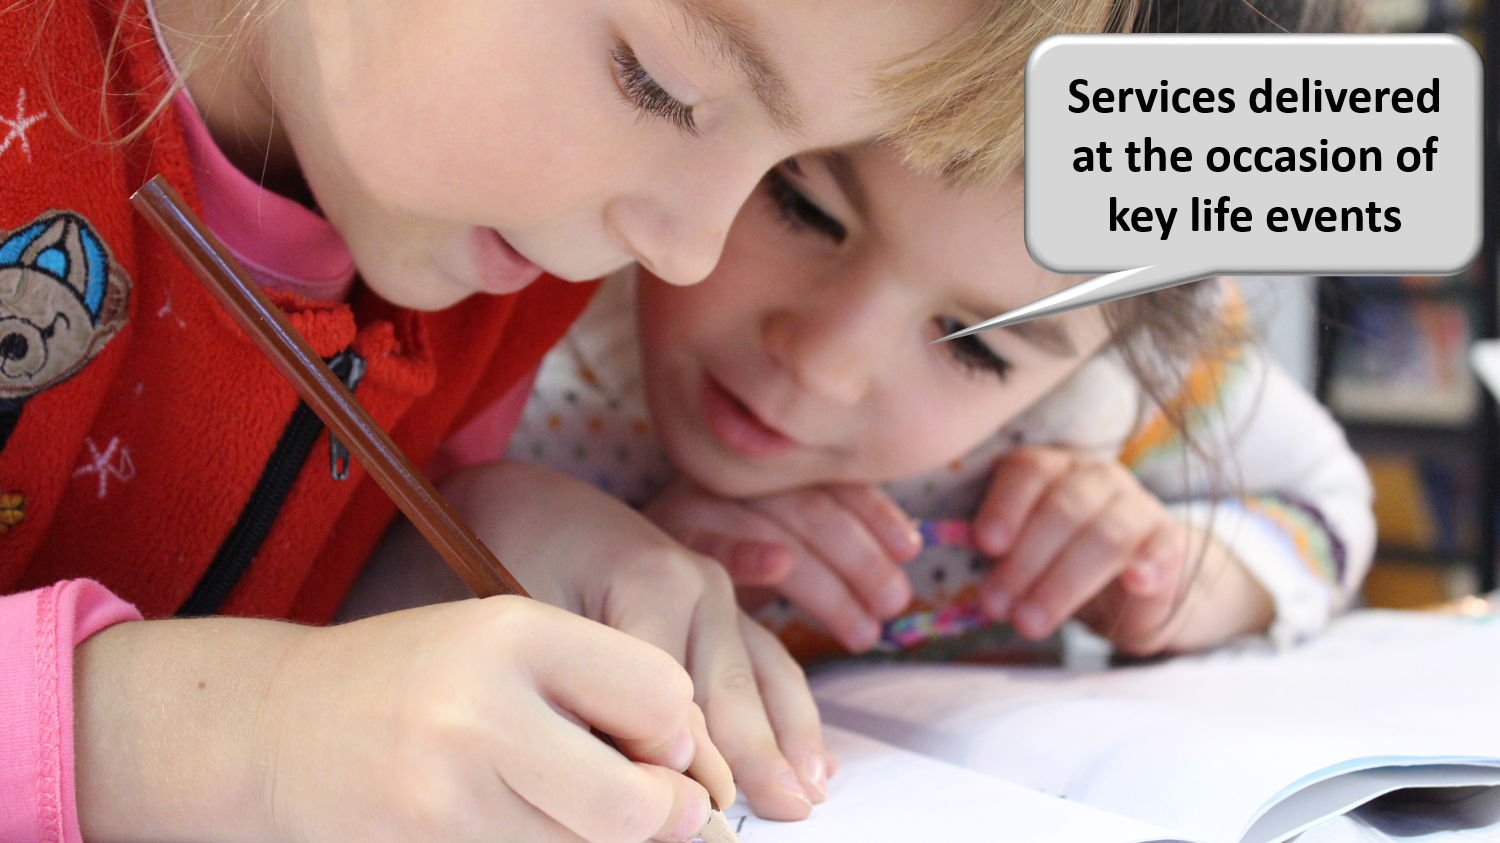 Services delivered
at the occasion of
key life events